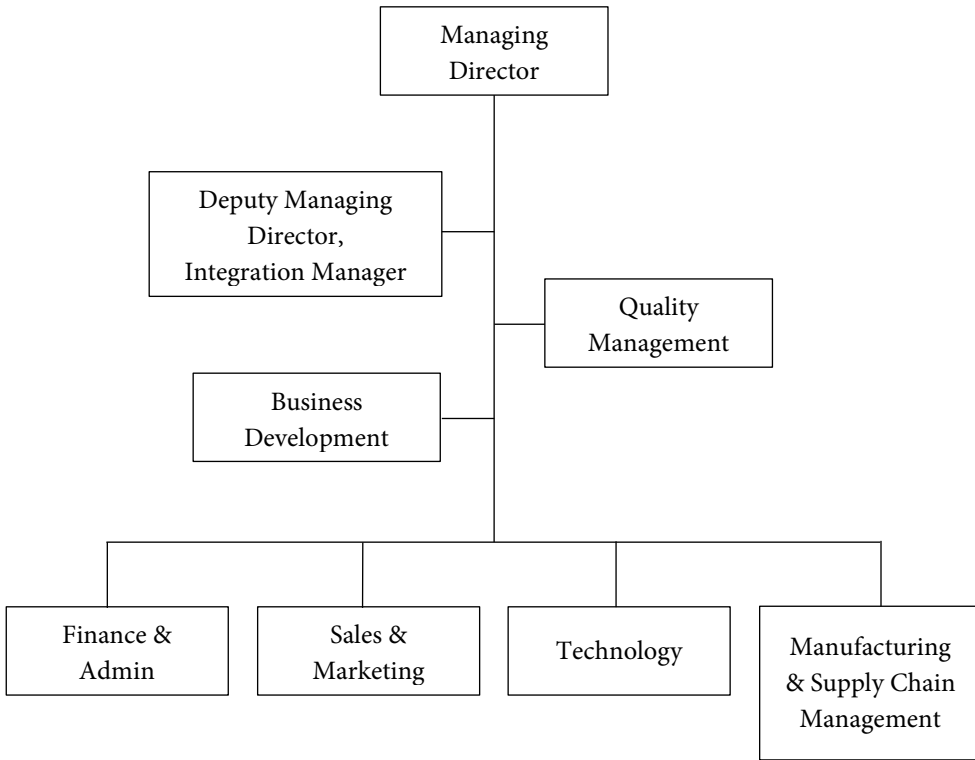 Managing
Director
Deputy Managing
Director,
Integration Manager
Quality
Management
Business
Development
Finance &
Admin
Sales &
Marketing
Technology
Manufacturing
& Supply Chain
Management